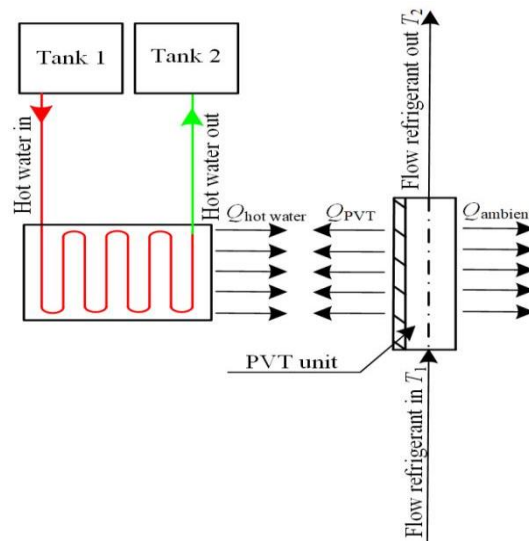 Tank 1
Tank 2
Hot water in
Hot water out
Flow refrigerant out T₂
Q hot water
Q PVT
Q ambien
PVT unit
Flow refrigerant in T₁